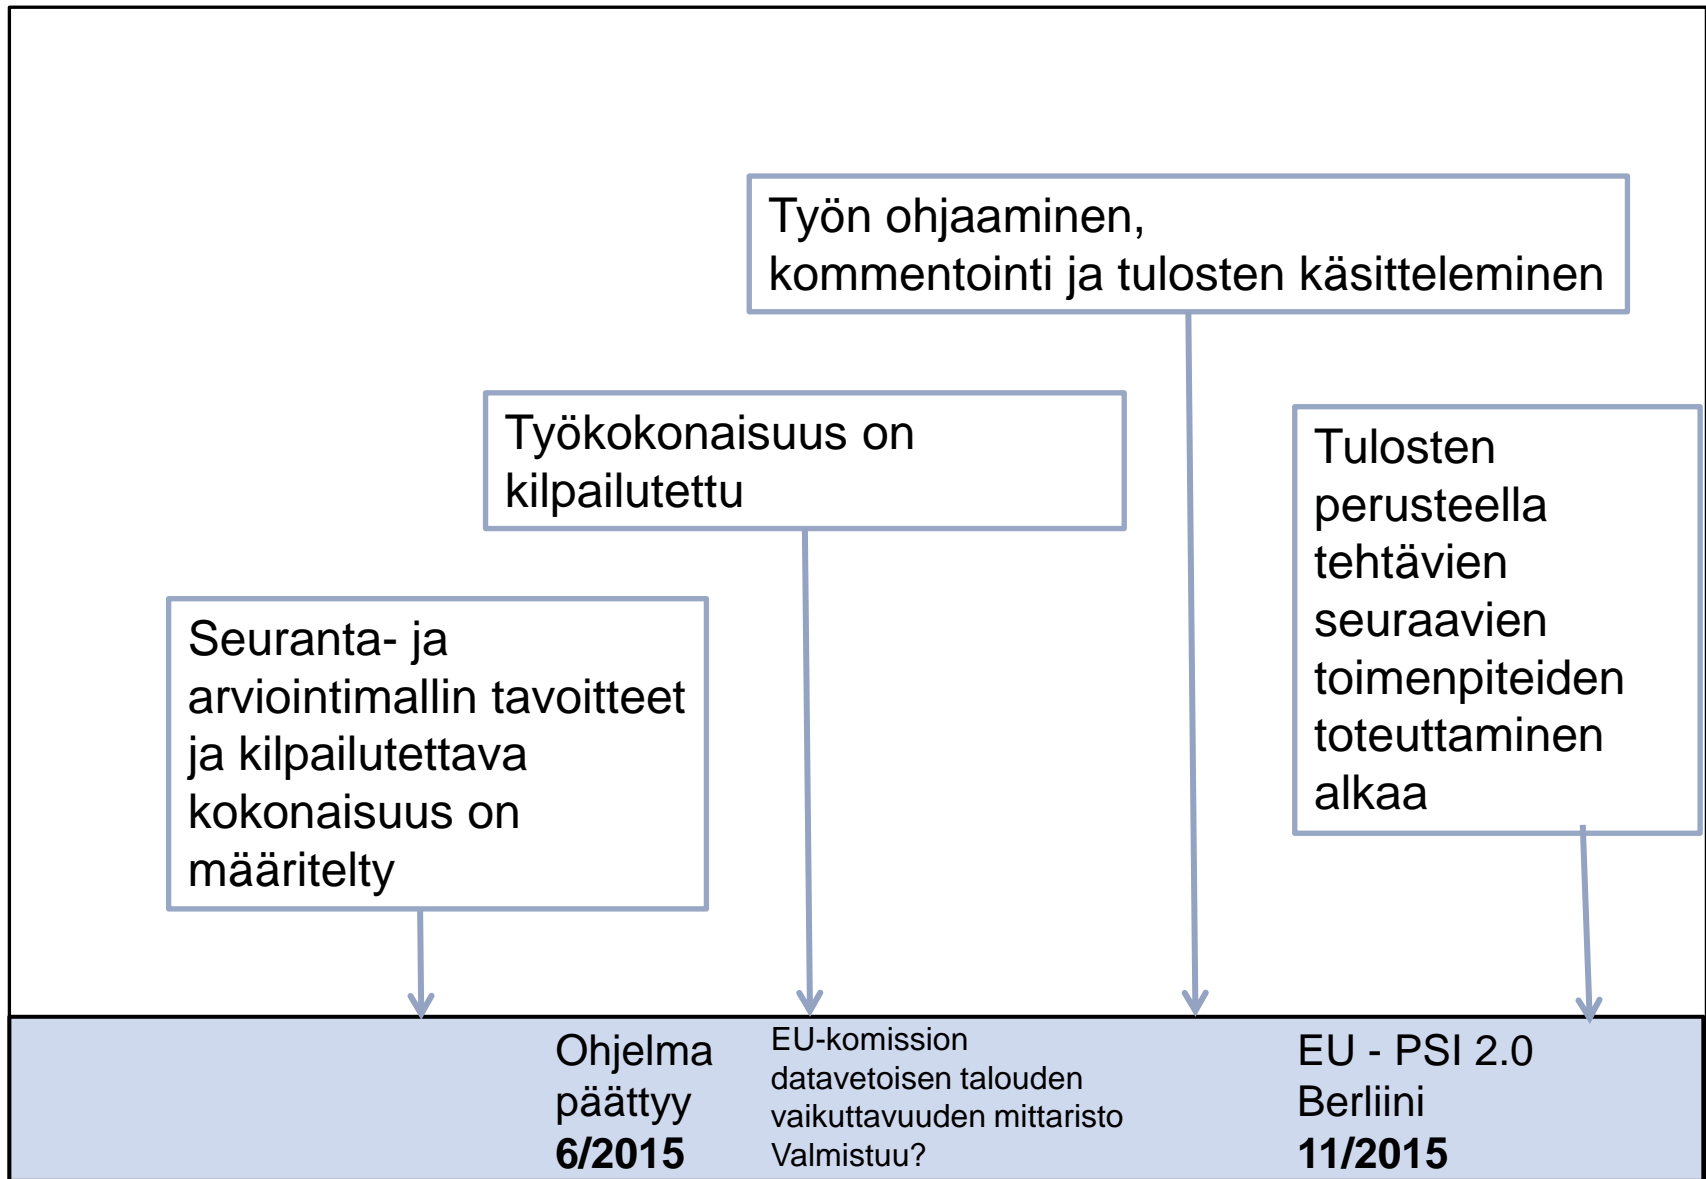 Työn ohjaaminen,
kommentointi ja tulosten käsitteleminen
Työkokonaisuus on
kilpailutettu
Tulosten
perusteella
tehtävien
seuraavien
toimenpiteiden
toteuttaminen
alkaa
Seuranta- ja
arviointimallin tavoitteet
ja kilpailutettava
kokonaisuus on
määritelty
Ohjelma
päättyy
6/2015
EU-komission
datavetoisen talouden
vaikuttavuuden mittaristo
Valmistuu?
EU - PSI 2.0
Berliini
11/2015